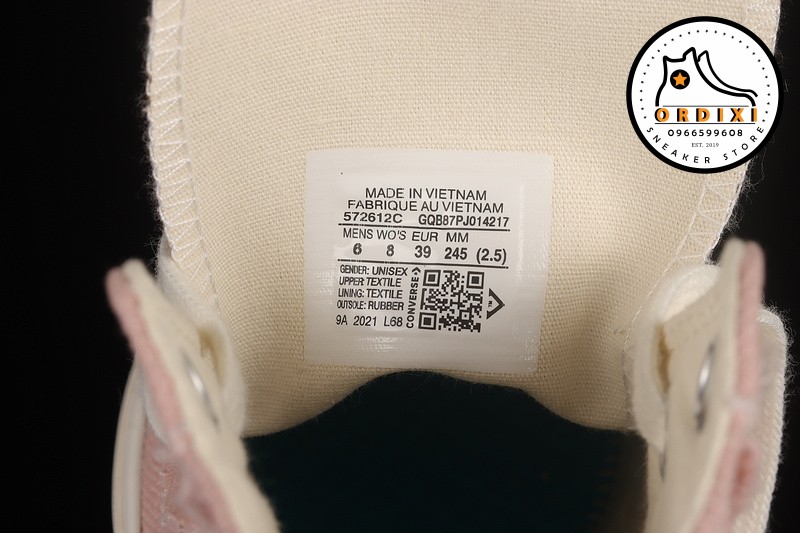 ORDIXI
0966599608
EST. 2019
SNEAKER STORE
MADE IN VIETNAM
FABRIQUE AU VIETNAM
572612C GQB87PJ014217
MENS WO'S EUR MM
6 8 39 245 (2.5)
GENDER: UNISEX
UPPER: TEXTILE
LINING: TEXTILE
OUTSOLE: RUBBER
CONVERSE
9A 2021 L68